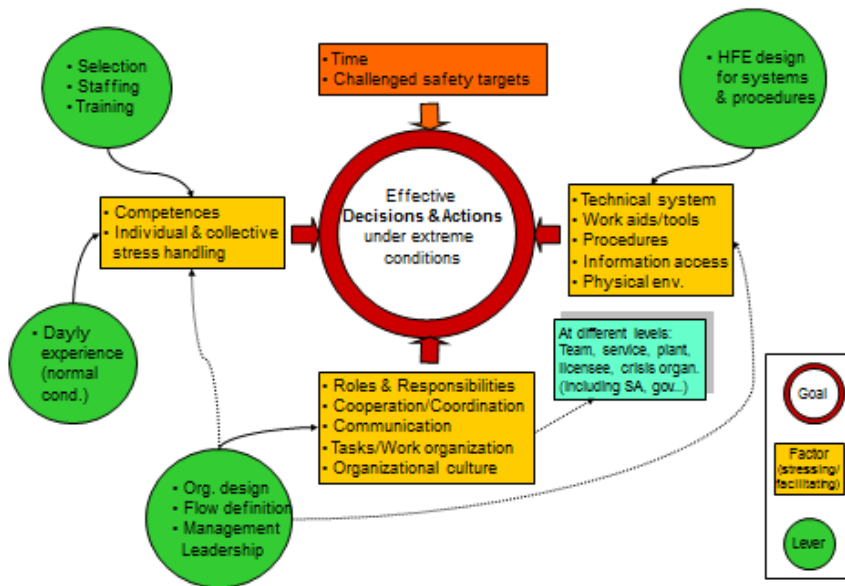 • Selection
• Staffing
• Training
• Time
• Challenged safety targets
• HFE design
for systems
& procedures
• Competences
• Individual & collective
stress handling
Effective
Decisions & Actions
under extreme
conditions
• Technical system
• Work aids/tools
• Procedures
• Information access
• Physical env.
• Dayly
experience
(normal
cond.)
• Roles & Responsibilities
• Cooperation/Coordination
• Communication
• Tasks/Work organization
• Organizational culture
At different levels:
Team, service, plant,
licensee, crisis organ.
(including SA, gov...)
• Org. design
• Flow definition
• Management
Leadership
Goal
Factor
(stressing/
facilitating)
Lever